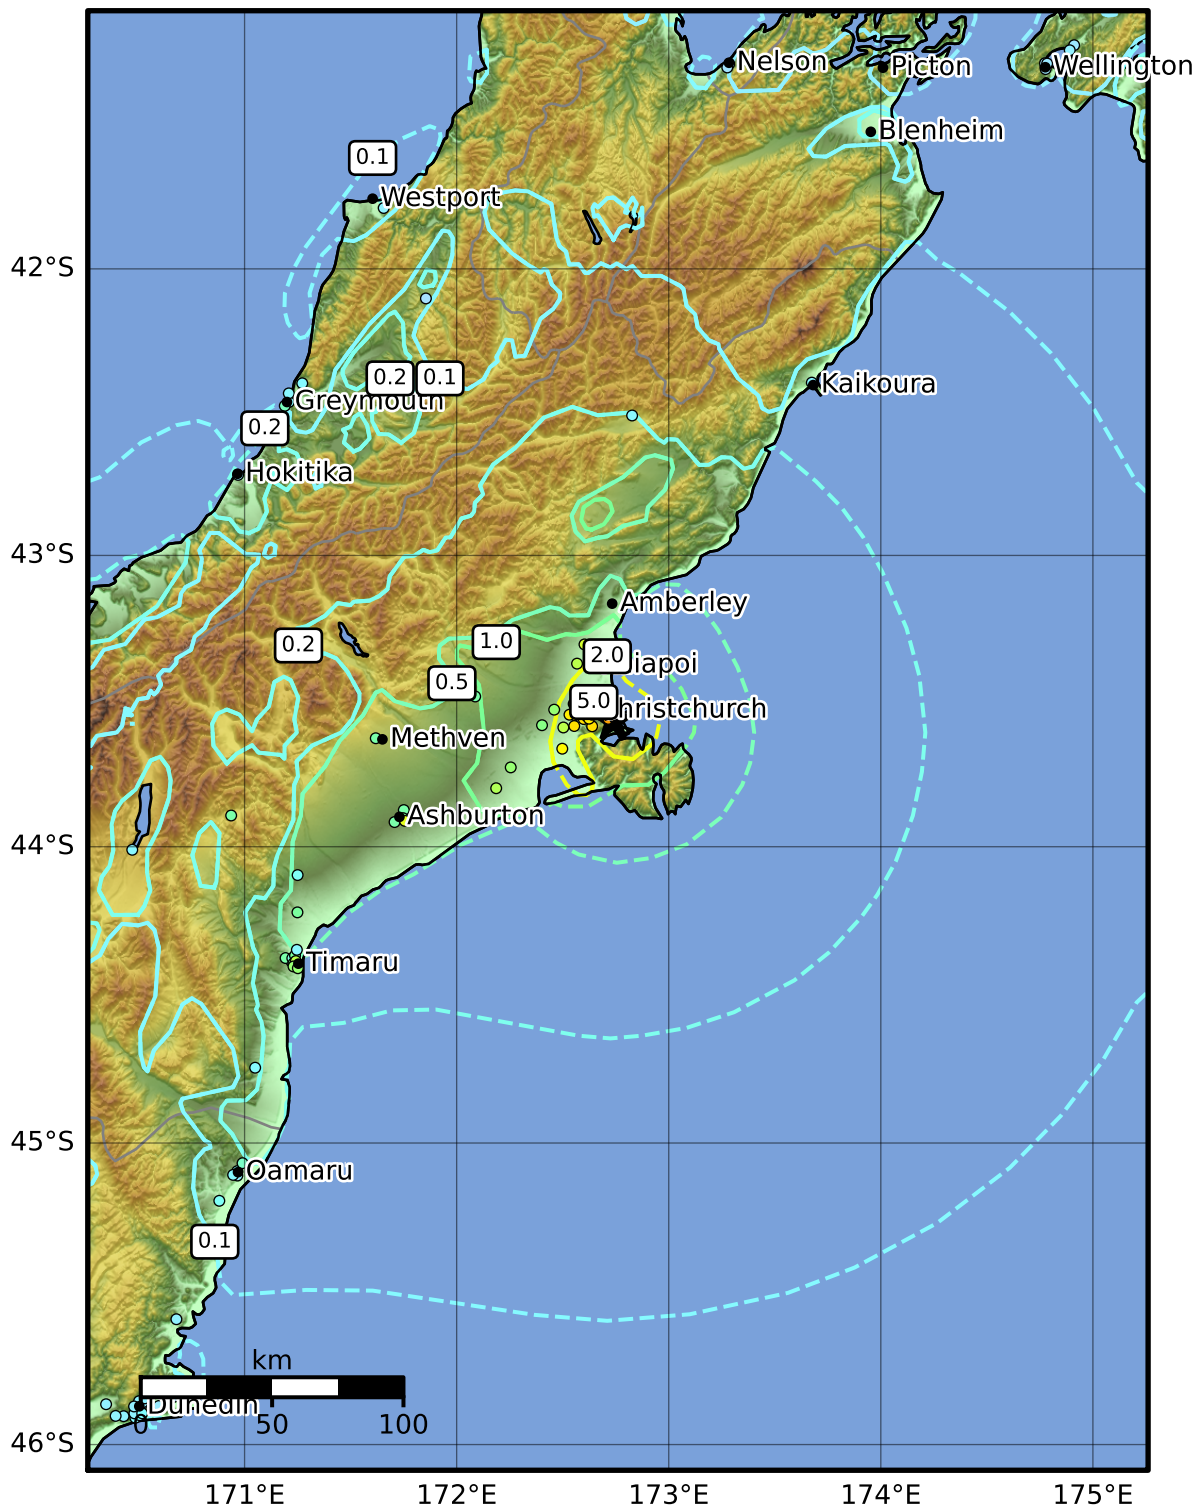 Nelson
Picton
Wellington
Blenheim
0.1
Westport
42°S
0.2
0.1
Kaikoura
Greymouth
0.2
Hokitika
43°S
Amberley
1.0
0.2
2.0
iapoi
0.5
5.0
hristchurch
Methven
Ashburton
44°S
Timaru
45°S
Oamaru
0.1
km
Dunedin
0
50
100
46°S
171°E
172°E
173°E
174°E
175°E